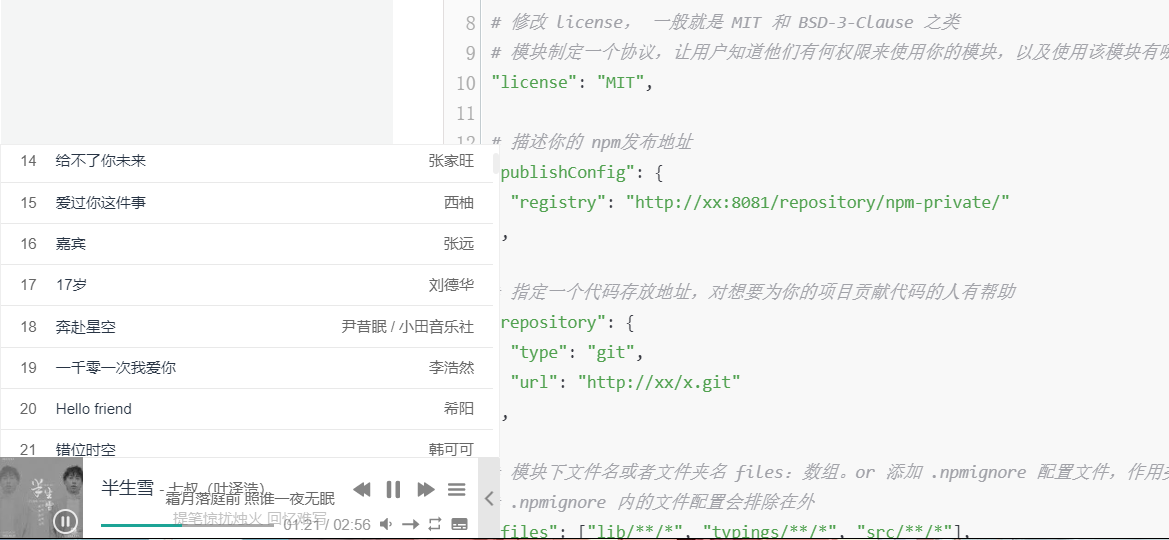 8 # 修改 license， 一般就是 MIT 和 BSD-3-Clause 之类
9 # 模块制定一个协议，让用户知道他们有何权限来使用你的模块，以及使用该模块有哪
10 "license": "MIT",
11
12 # 描述你的 npm发布地址
publishConfig": {
"registry": "http://xx:8081/repository/npm-private/"
,
指定一个代码存放地址，对想要为你的项目贡献代码的人有帮助
repository": {
"type": "git",
"url": "http://xx/x.git"
,
模块下文件名或者文件夹名 files：数组。or 添加 .npmignore 配置文件，作用
.npmignore 内的文件配置会排除在外
files": ["lib/**/*", "typings/**/*", "src/**/*"],
14 给不了你未来 张家旺
15 爱过你这件事 西柚
16 嘉宾 张远
17 17岁 刘德华
18 奔赴星空 尹昔眠 / 小田音乐社
19 一千零一次我爱你 李浩然
20 Hello friend 希阳
21 错位时空 韩可可
半生雪
半生雪 - 七叔（叶泽浩）
霜月落庭前 照谁一夜无眠
提笔惊扰烛火 回忆难写
01:21 / 02:56